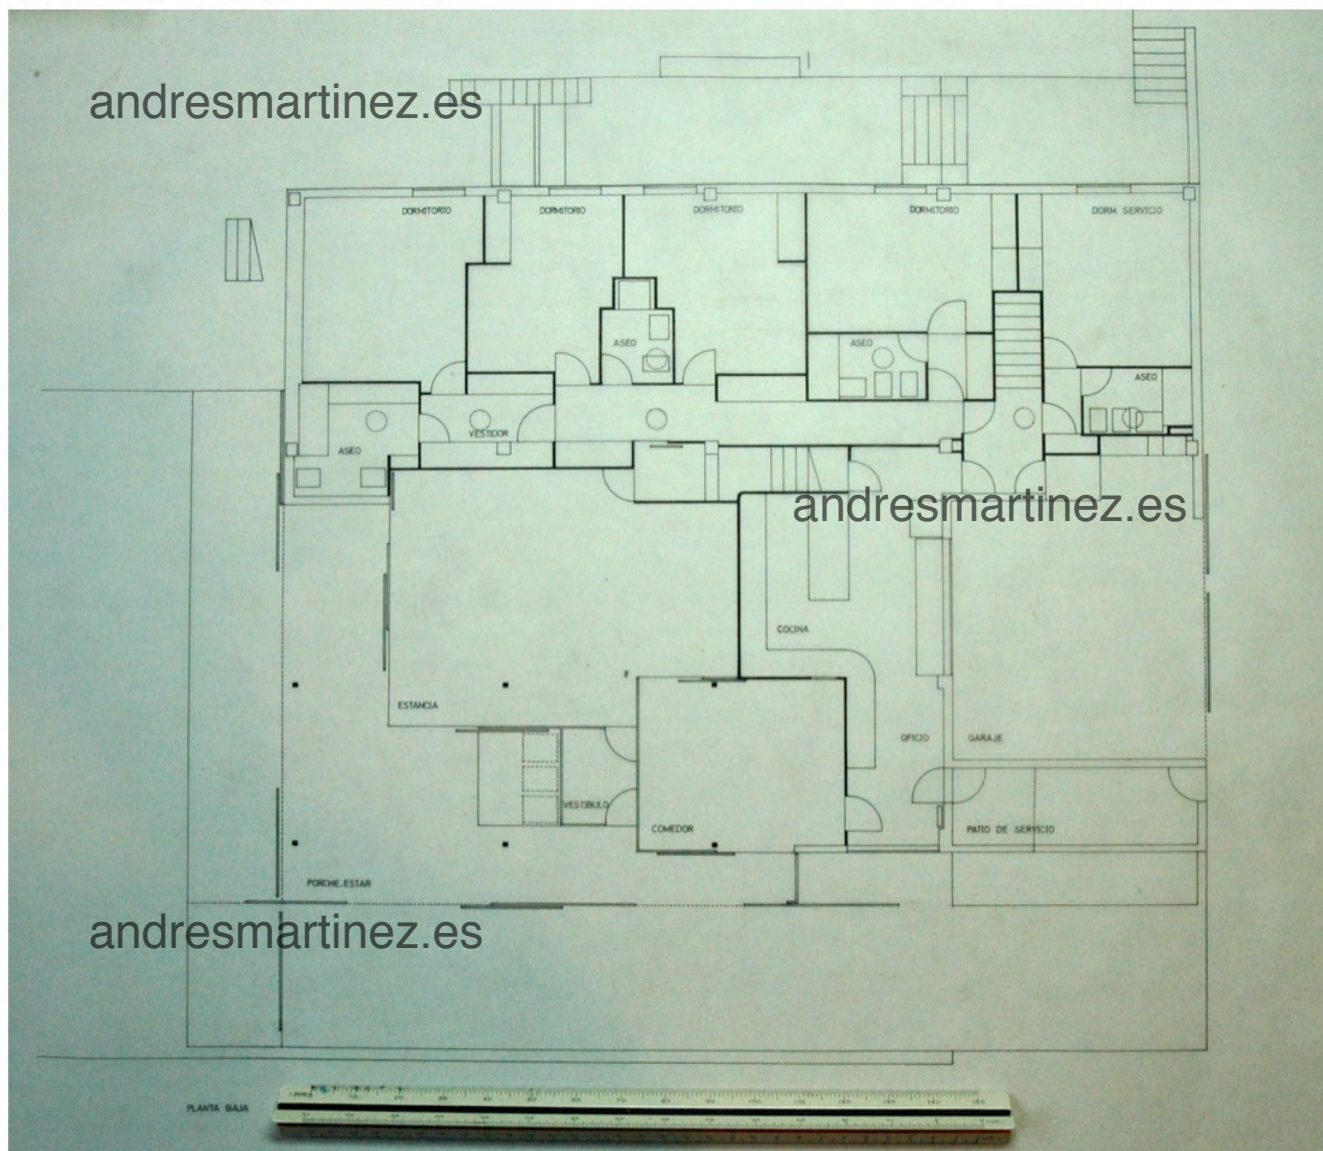 andresmartinez.es
DORMITORIO
DORMITORIO
DORMITORIO
DORMITORIO
DORM. SERVICIO
ASEO
ASEO
ASEO
VESTIDOR
ASEO
andresmartinez.es
COCINA
ESTANCIA
OFICIO
GARAJE
VESTIBULO
COMEDOR
PATIO DE SERVICIO
PORCHE.ESTAR
andresmartinez.es
PLANTA BAJA